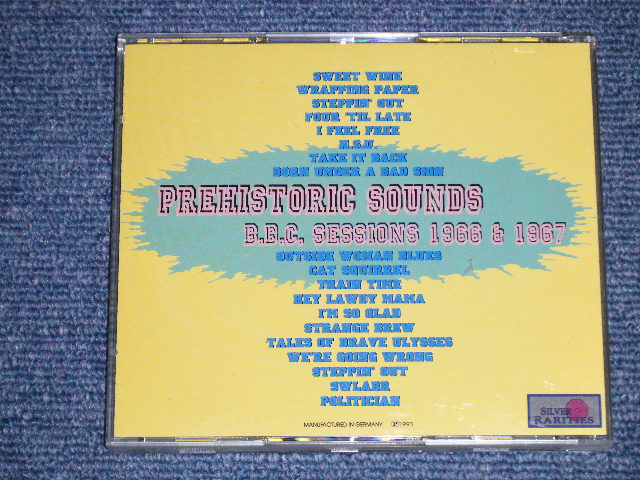 SWEET WINE
WRAPPING PAPER
STEPPIN' OUT
FOUR 'TIL LATE
I FEEL FREE
N.S.U.
TAKE IT BACK
BORN UNDER A BAD SIGN
PREHISTORIC SOUNDS
B.B.C. SESSIONS 1966 & 1967
OUTSIDE WOMAN BLUES
CAT SQUIRREL
TRAIN TIME
HEY LAWDY MAMA
I'M SO GLAD
STRANGE BREW
TALES OF BRAVE ULYSSES
WE'RE GOING WRONG
STEPPIN' OUT
SWLABR
POLITICIAN
MANUFACTURED IN GERMANY ℗1993
SILVER
RARITIES